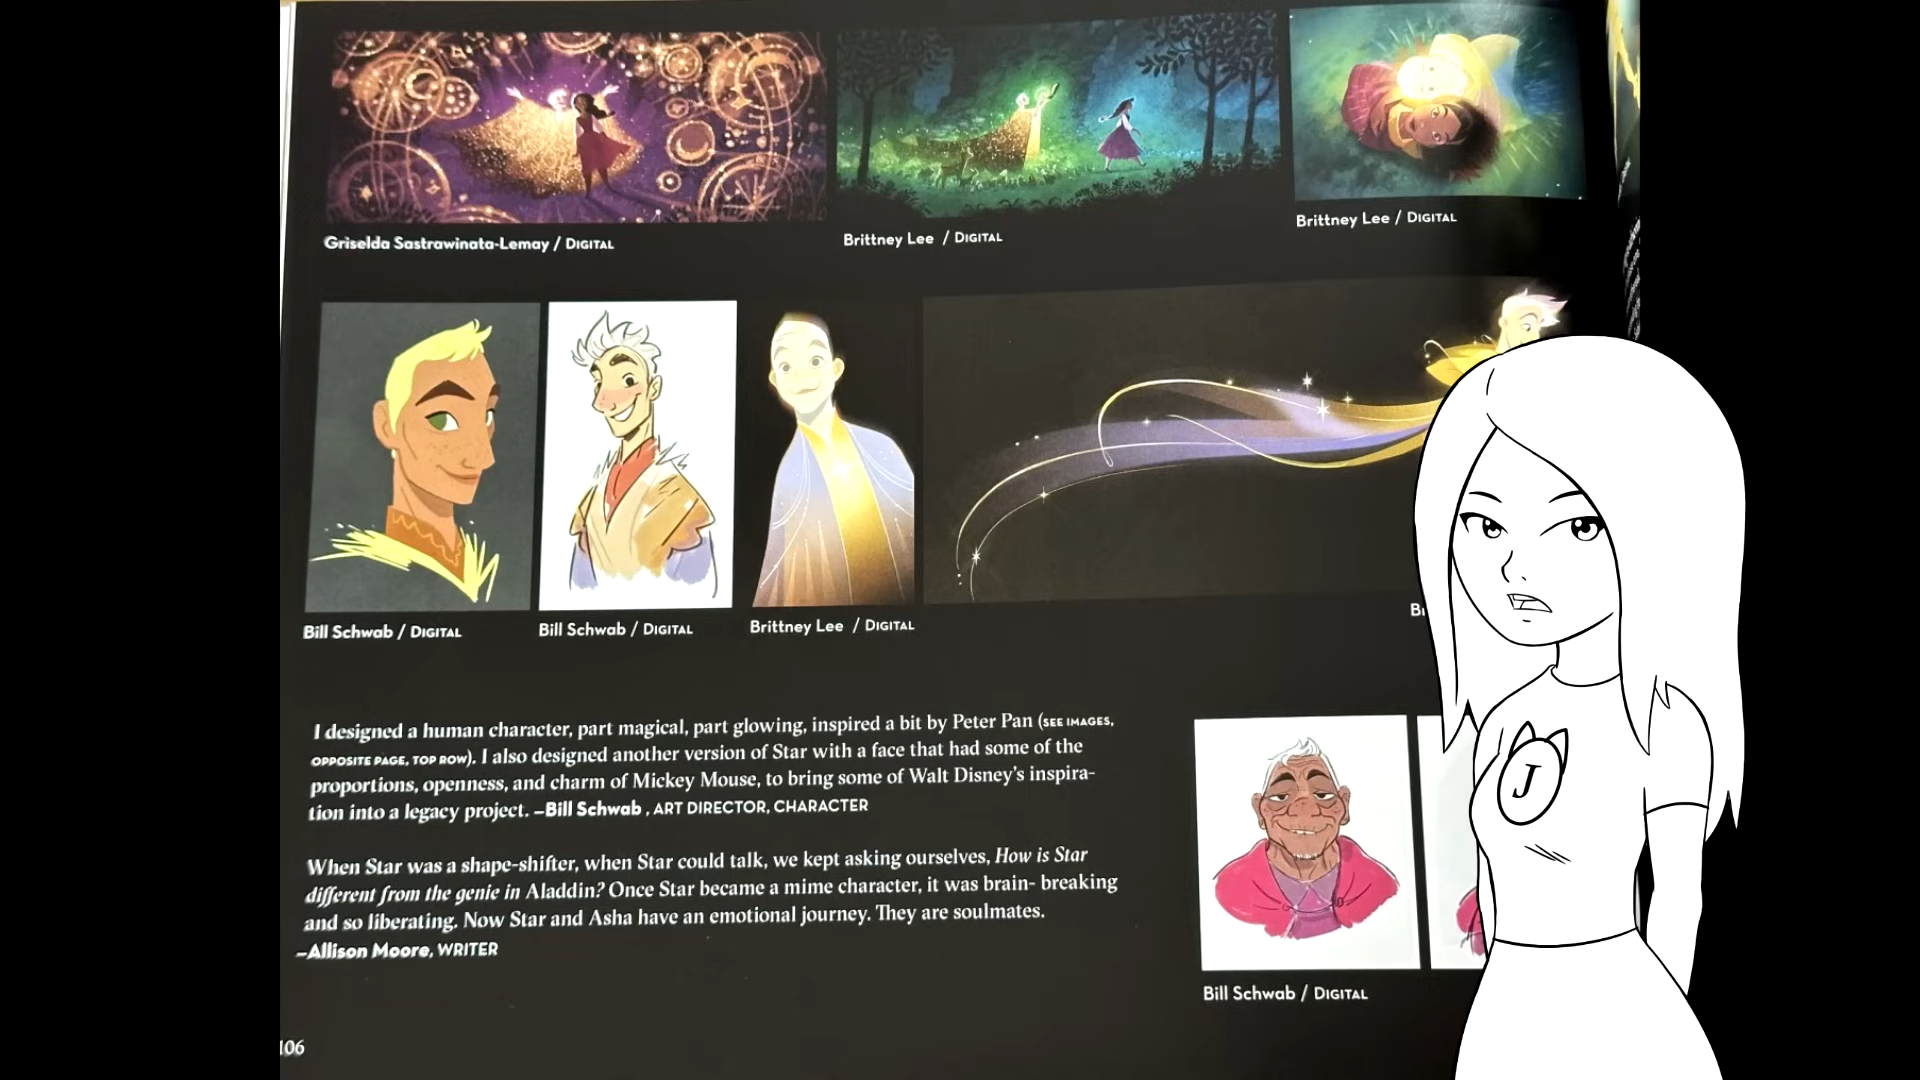 Griselda Sastrawinata-Lemay / DIGITAL
Brittney Lee / DIGITAL
Brittney Lee / DIGITAL
Bill Schwab / DIGITAL
Bill Schwab / DIGITAL
Brittney Lee / DIGITAL
I designed a human character, part magical, part glowing, inspired a bit by Peter Pan (SEE IMAGES,
OPPOSITE PAGE, TOP ROW). I also designed another version of Star with a face that had some of the
proportions, openness, and charm of Mickey Mouse, to bring some of Walt Disney's inspira-
tion into a legacy project. –Bill Schwab, ART DIRECTOR, CHARACTER
When Star was a shape-shifter, when Star could talk, we kept asking ourselves, How is Star
different from the genie in Aladdin? Once Star became a mime character, it was brain- breaking
and so liberating. Now Star and Asha have an emotional journey. They are soulmates.
–Allison Moore, WRITER
Bill Schwab / DIGITAL
106
J